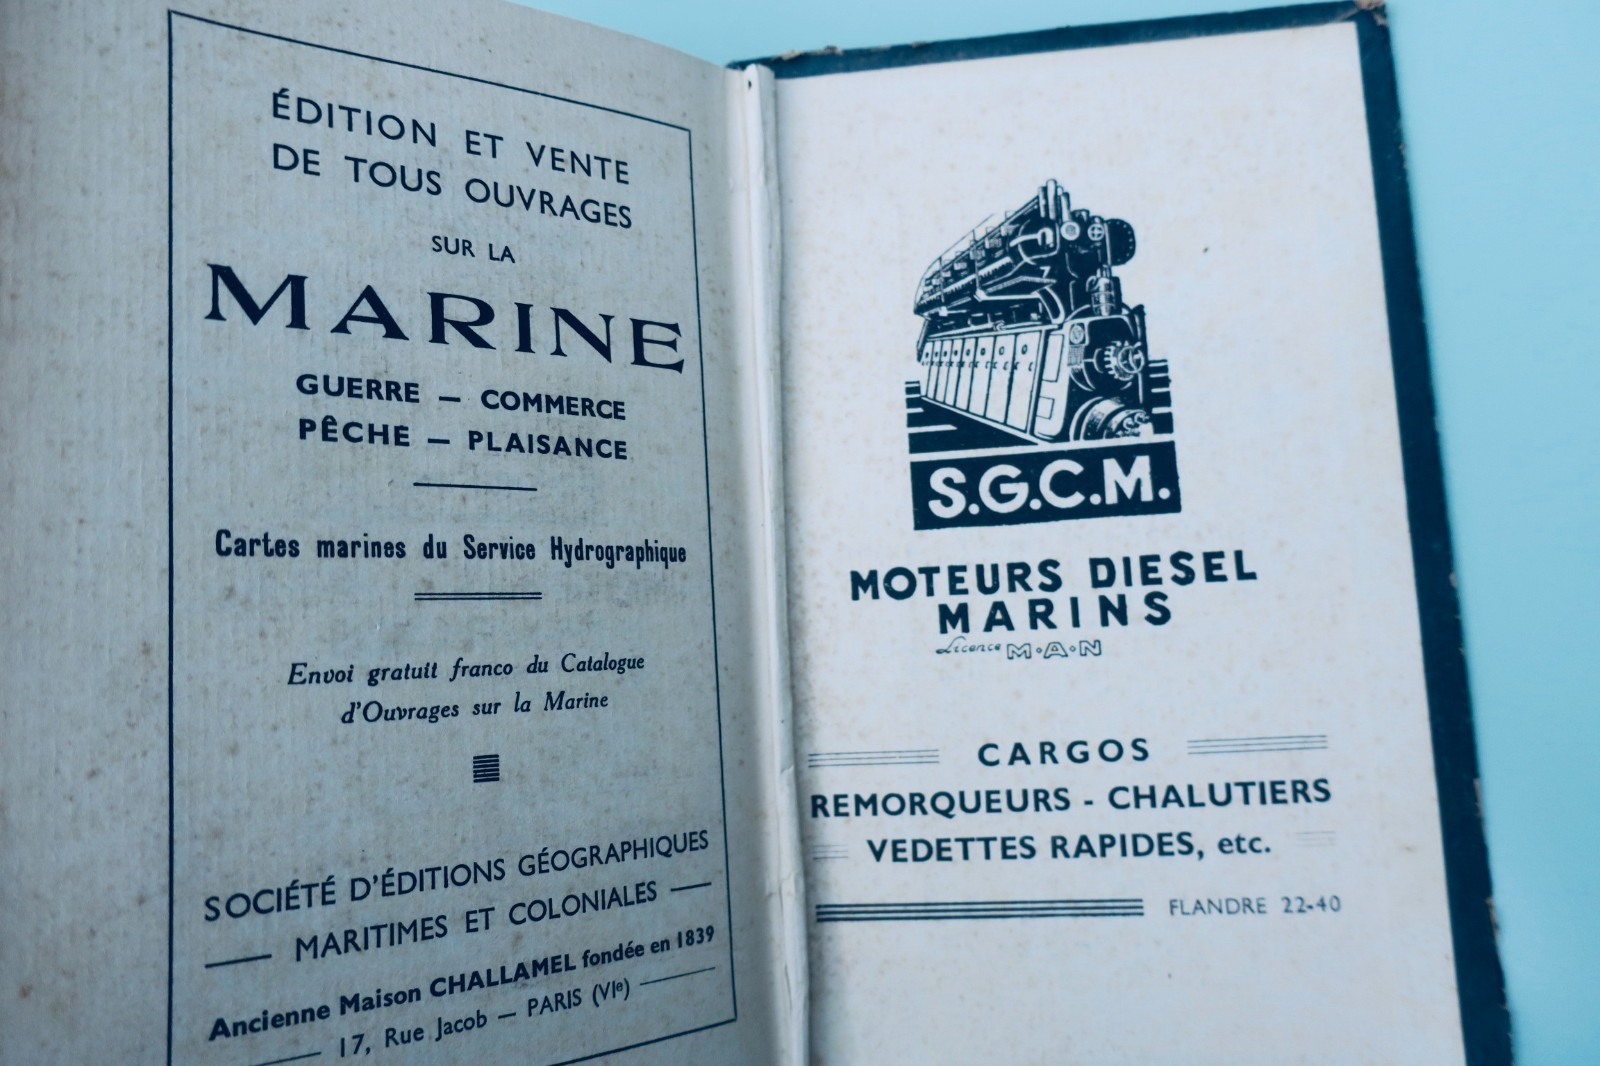 ÉDITION ET VENTE
DE TOUS OUVRAGES
SUR LA
MARINE
GUERRE — COMMERCE
PÊCHE — PLAISANCE
Cartes marines du Service Hydrographique
Envoi gratuit franco du Catalogue
d'Ouvrages sur la Marine
SOCIÉTÉ D'ÉDITIONS GÉOGRAPHIQUES
— MARITIMES ET COLONIALES —
Ancienne Maison CHALLAMEL fondée en 1839
— 17, Rue Jacob — PARIS (VIe) —
S.G.C.M.
MOTEURS DIESEL
MARINS
Licence M·A·N
CARGOS
REMORQUEURS - CHALUTIERS
VEDETTES RAPIDES, etc.
FLANDRE 22-40